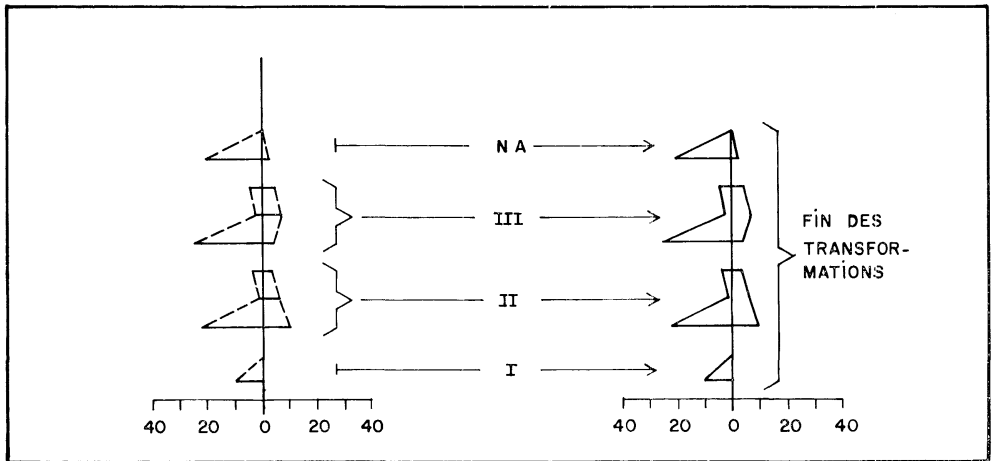 N A
III
II
I
FIN DES
TRANSFOR-
MATIONS
40 20 0 20 40
40 20 0 20 40